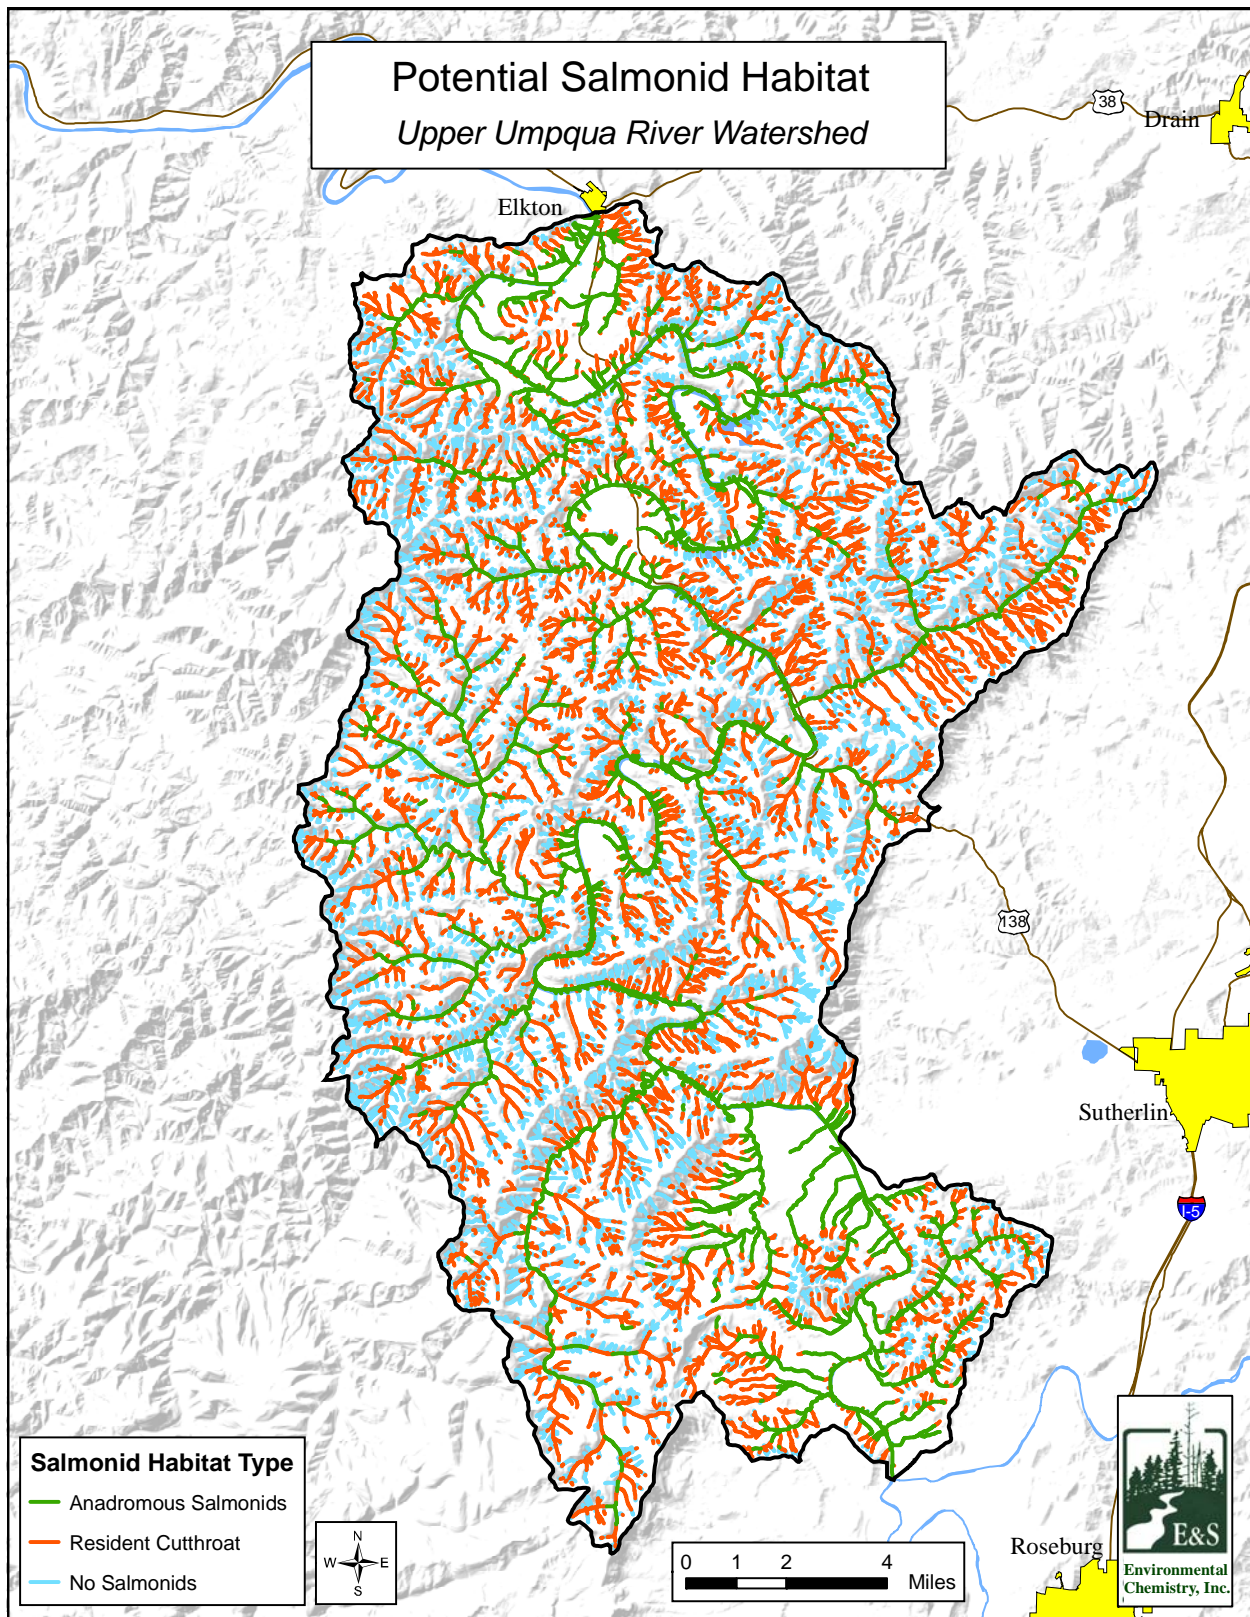 Potential Salmonid Habitat
Upper Umpqua River Watershed
38
Drain
Elkton
138
Sutherlin
I-5
Salmonid Habitat Type
Anadromous Salmonids
Resident Cutthroat
No Salmonids
N
W E
S
0 1 2 4
Miles
Roseburg
E&S
Environmental
Chemistry, Inc.